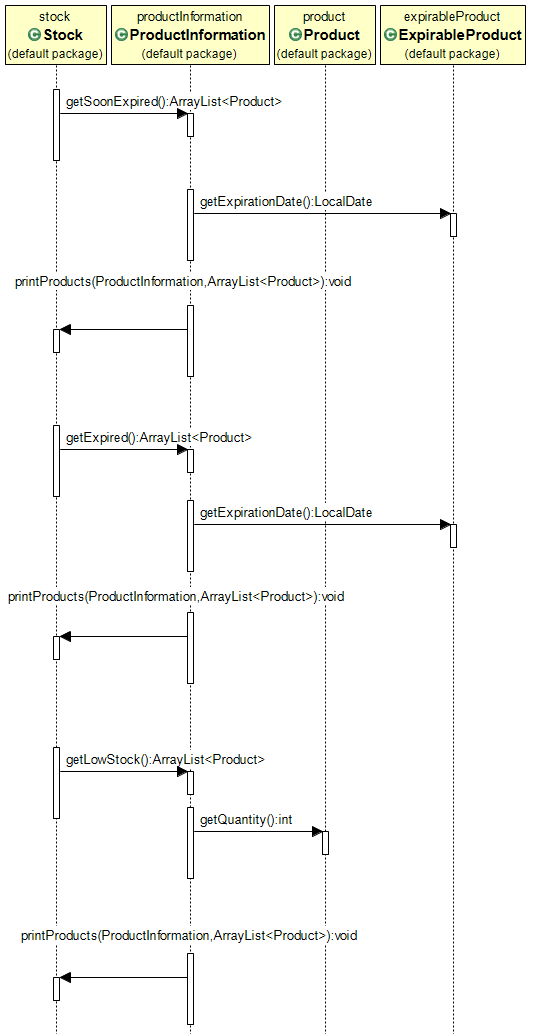 stock
C Stock
(default package)
productInformation
C ProductInformation
(default package)
product
C Product
(default package)
expirableProduct
C ExpirableProduct
(default package)
getSoonExpired():ArrayList<Product>
getExpirationDate():LocalDate
printProducts(ProductInformation,ArrayList<Product>):void
getExpired():ArrayList<Product>
getExpirationDate():LocalDate
printProducts(ProductInformation,ArrayList<Product>):void
getLowStock():ArrayList<Product>
getQuantity():int
printProducts(ProductInformation,ArrayList<Product>):void